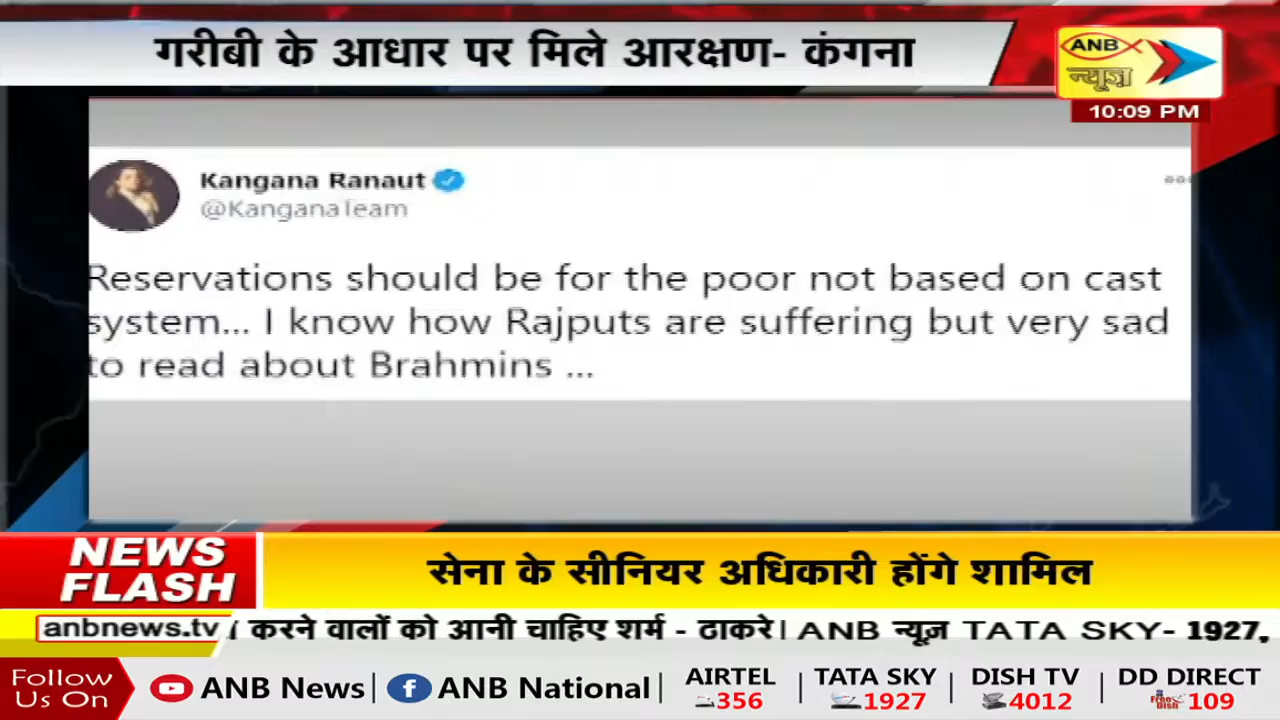 गरीबी के आधार पर मिले आरक्षण- कंगना
ANB
न्यूज़
10:09 PM
Kangana Ranaut
@KanganaTeam
Reservations should be for the poor not based on cast
system... I know how Rajputs are suffering but very sad
to read about Brahmins ...
NEWS
FLASH
सेना के सीनियर अधिकारी होंगे शामिल
anbnews.tv
करने वालों को आनी चाहिए शर्म - ठाकरे| ANB न्यूज़ TATA SKY- 1927,
Follow
Us On
ANB News|
ANB National|
AIRTEL
356
TATA SKY
1927
DISH TV
4012
DD DIRECT
Free Dish
109